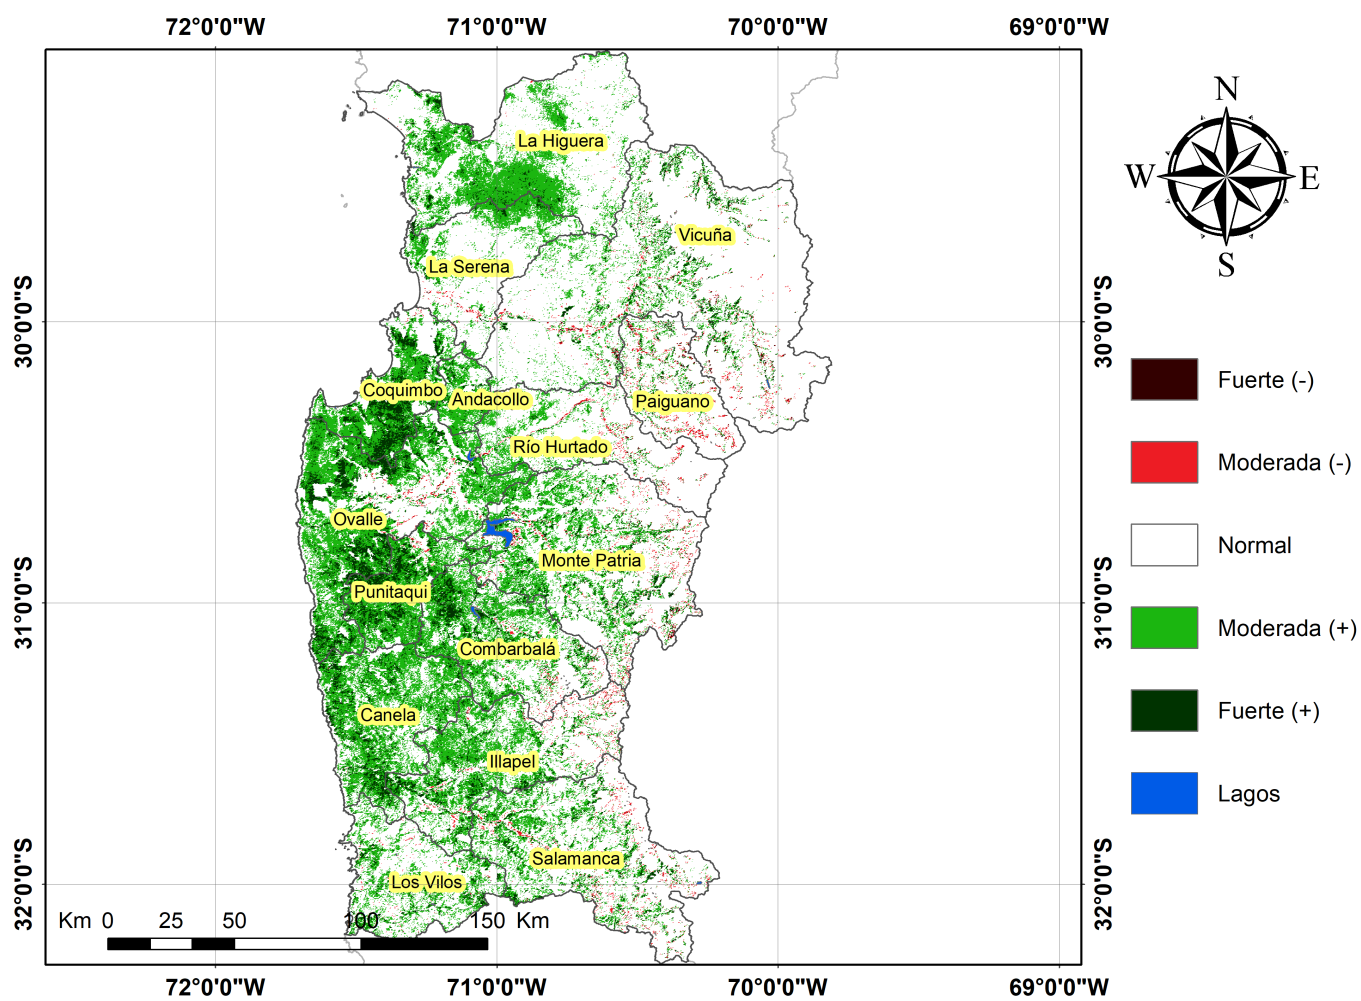 72°0'0"W 71°0'0"W 70°0'0"W 69°0'0"W
N
W E
S
La Higuera
Vicuña
La Serena
30°0'0"S 30°0'0"S
Coquimbo
Andacollo
Paiguano
Río Hurtado
Ovalle
Monte Patria
Punitaqui
31°0'0"S 31°0'0"S
Combarbalá
Canela
Illapel
Salamanca
Los Vilos
32°0'0"S 32°0'0"S
Km 0 25 50 100 150 Km
72°0'0"W 71°0'0"W 70°0'0"W 69°0'0"W
Fuerte (-)
Moderada (-)
Normal
Moderada (+)
Fuerte (+)
Lagos